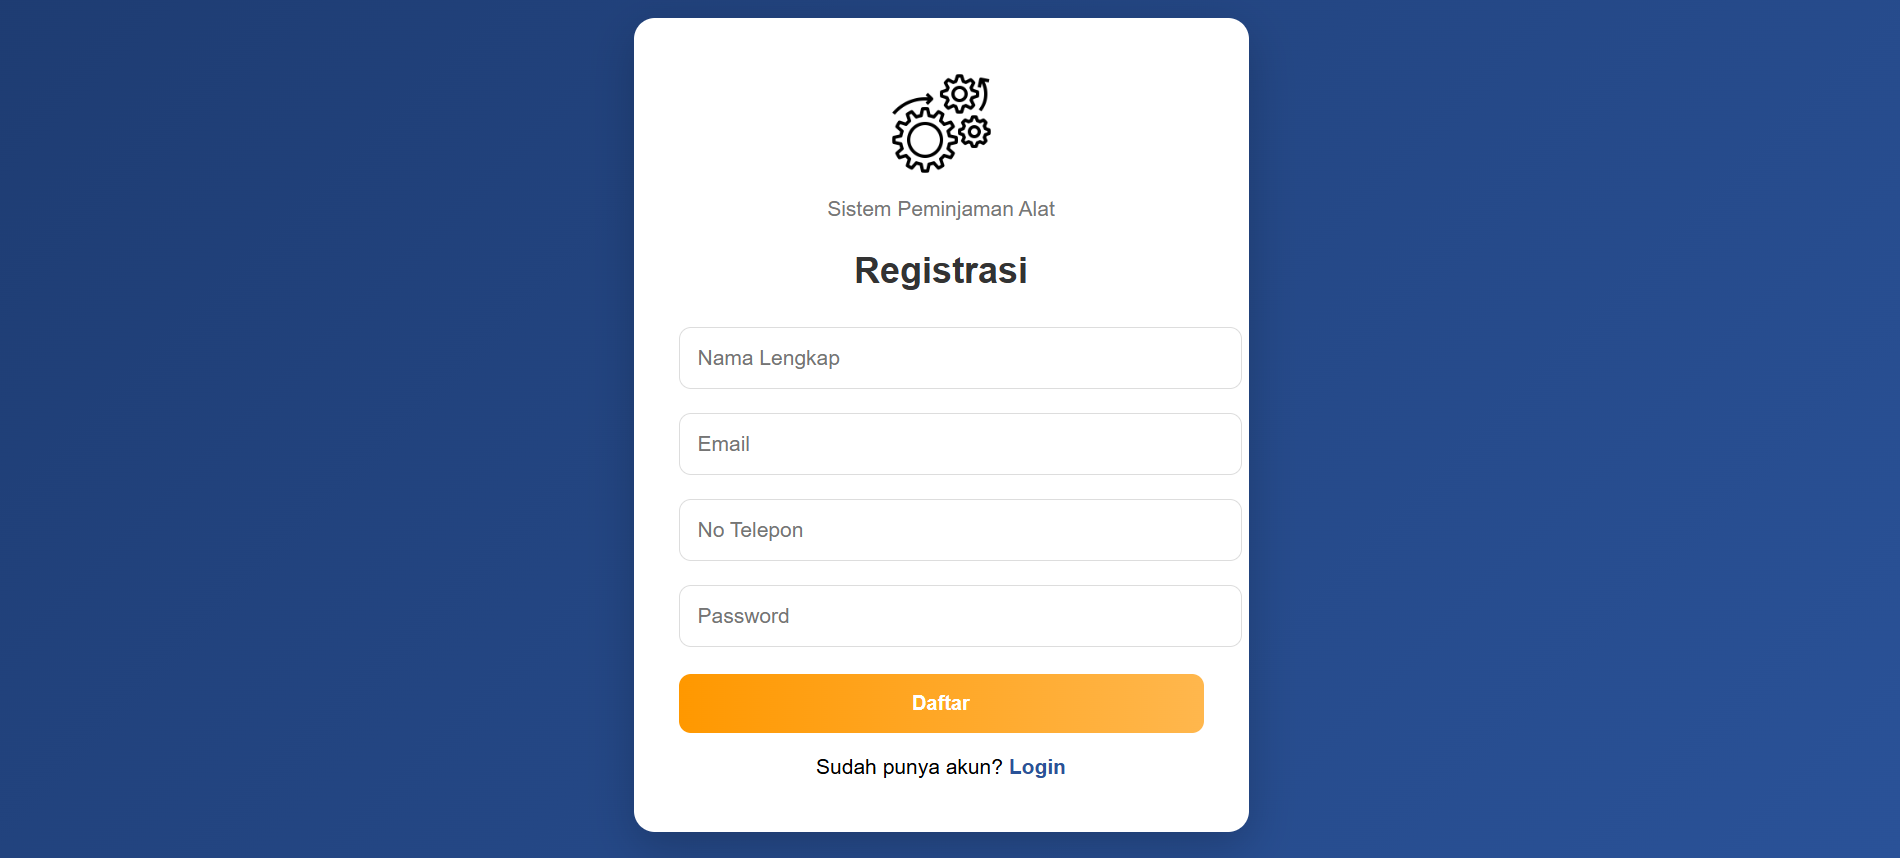 Sistem Peminjaman Alat
Registrasi
Nama Lengkap
Email
No Telepon
Password
Daftar
Sudah punya akun? Login